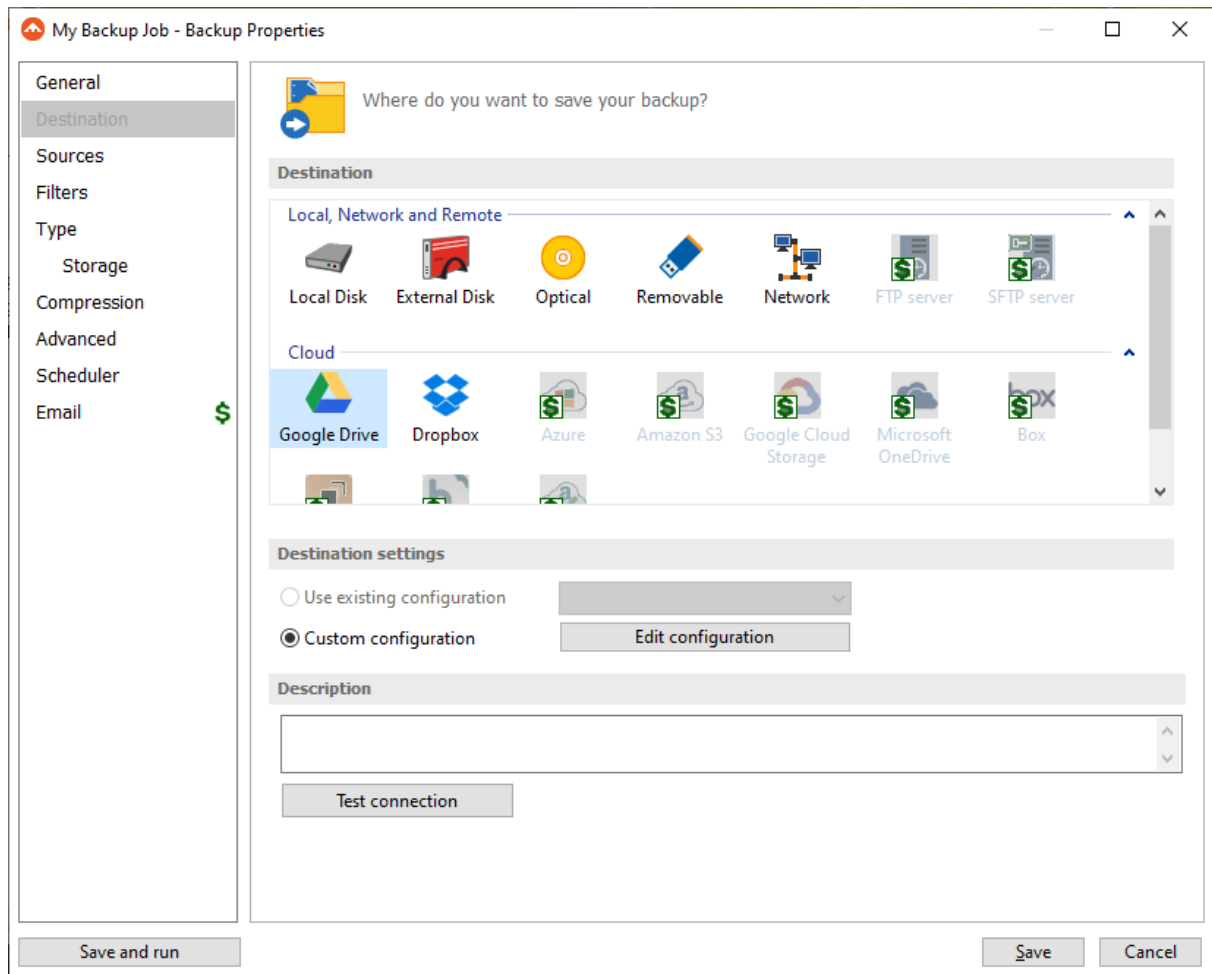 My Backup Job - Backup Properties
General
Destination
Sources
Filters
Type
Storage
Compression
Advanced
Scheduler
Email
$
Where do you want to save your backup?
Destination
Local, Network and Remote
Local Disk
External Disk
Optical
Removable
Network
$ FTP server
$ SFTP server
Cloud
Google Drive
Dropbox
$ Azure
$ a Amazon S3
$ Google Cloud
Storage
$ Microsoft
OneDrive
$ box Box
Destination settings
Use existing configuration
Custom configuration
Edit configuration
Description
Test connection
Save and run
Save
Cancel